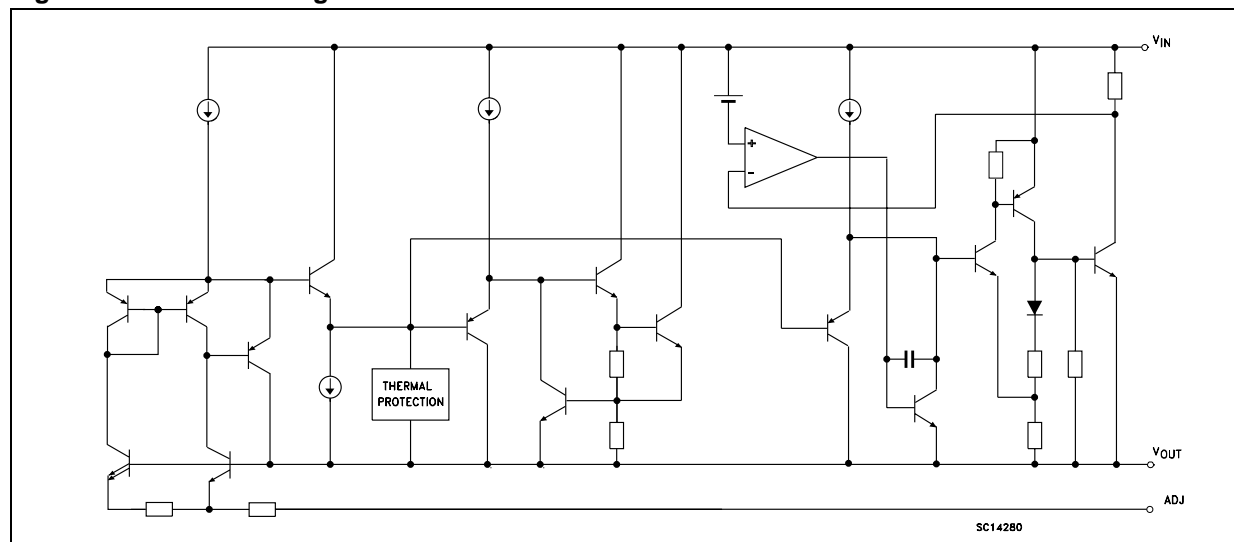 V_IN
+
-
THERMAL
PROTECTION
V_OUT
ADJ
SC14280